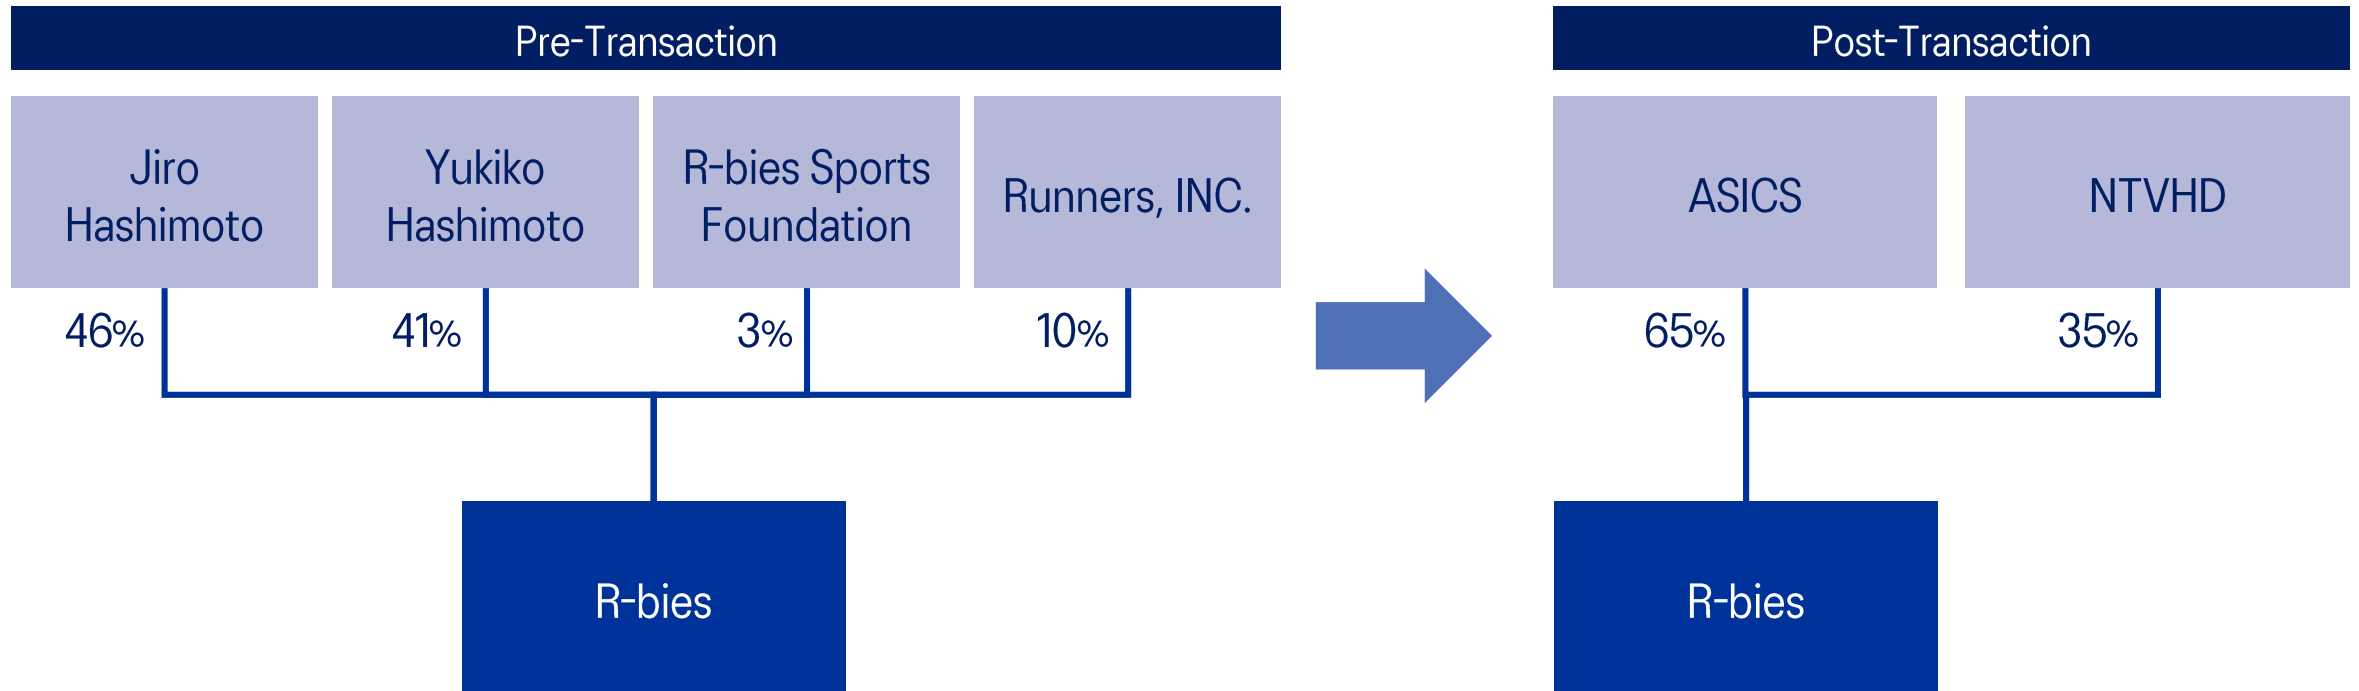 Pre-Transaction
Jiro
Hashimoto
Yukiko
Hashimoto
R-bies Sports
Foundation
Runners, INC.
46%
41%
3%
10%
R-bies
Post-Transaction
ASICS
NTVHD
65%
35%
R-bies